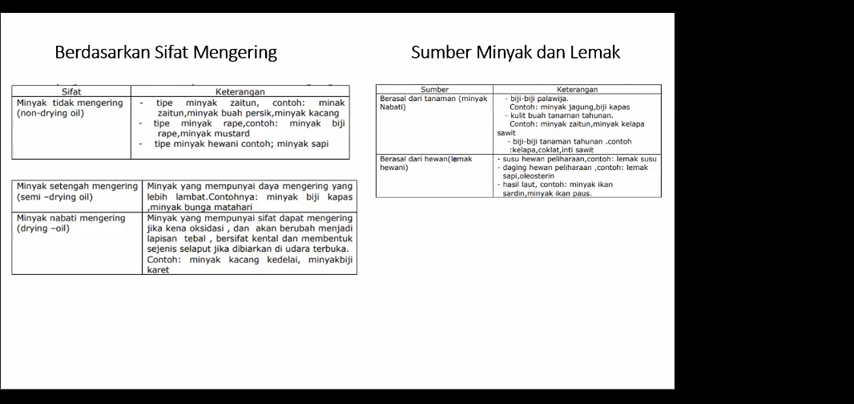 Berdasarkan Sifat Mengering
Sifat
Keterangan
Minyak tidak mengering
(non-drying oil)
- tipe minyak zaitun, contoh: minak
zaitun,minyak buah persik,minyak kacang
- tipe minyak rape,contoh: minyak biji
rape,minyak mustard
- tipe minyak hewani contoh; minyak sapi
Minyak setengah mengering
(semi –drying oil)
Minyak yang mempunyai daya mengering yang
lebih lambat.Contohnya: minyak biji kapas
,minyak bunga matahari
Minyak nabati mengering
(drying –oil)
Minyak yang mempunyai sifat dapat mengering
jika kena oksidasi , dan akan berubah menjadi
lapisan tebal , bersifat kental dan membentuk
sejenis selaput jika dibiarkan di udara terbuka.
Contoh: minyak kacang kedelai, minyakbiji
karet
Sumber Minyak dan Lemak
Sumber
Keterangan
Berasal dari tanaman (minyak
Nabati)
- biji-biji palawija.
Contoh: minyak jagung,biji kapas
- kulit buah tanaman tahunan.
Contoh: minyak zaitun,minyak kelapa
sawit
- biji-biji tanaman tahunan .contoh
:kelapa,coklat,inti sawit
Berasal dari hewan(lemak
hewani)
- susu hewan peliharaan,contoh: lemak susu
- daging hewan peliharaan ,contoh: lemak
sapi,oleosterin
- hasil laut, contoh: minyak ikan
sardin,minyak ikan paus.